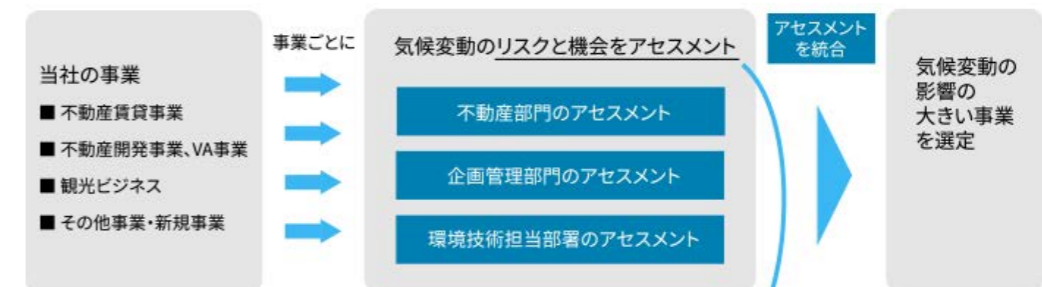 当社の事業
■ 不動産賃貸事業
■ 不動産開発事業、VA事業
■ 観光ビジネス
■ その他事業・新規事業
事業ごとに
気候変動のリスクと機会をアセスメント
不動産部門のアセスメント
企画管理部門のアセスメント
環境技術担当部署のアセスメント
アセスメント
を統合
気候変動の
影響の
大きい事業
を選定